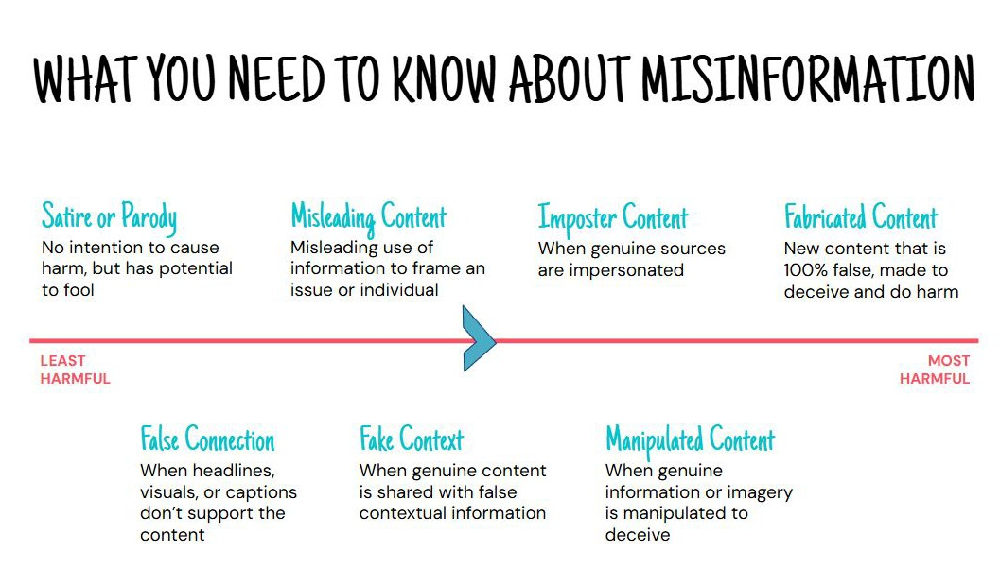 WHAT YOU NEED TO KNOW ABOUT MISINFORMATION
Satire or Parody
No intention to cause
harm, but has potential
to fool
Misleading Content
Misleading use of
information to frame an
issue or individual
Imposter Content
When genuine sources
are impersonated
Fabricated Content
New content that is
100% false, made to
deceive and do harm
LEAST
HARMFUL
MOST
HARMFUL
False Connection
When headlines,
visuals, or captions
don’t support the
content
Fake Context
When genuine content
is shared with false
contextual information
Manipulated Content
When genuine
information or imagery
is manipulated to
deceive